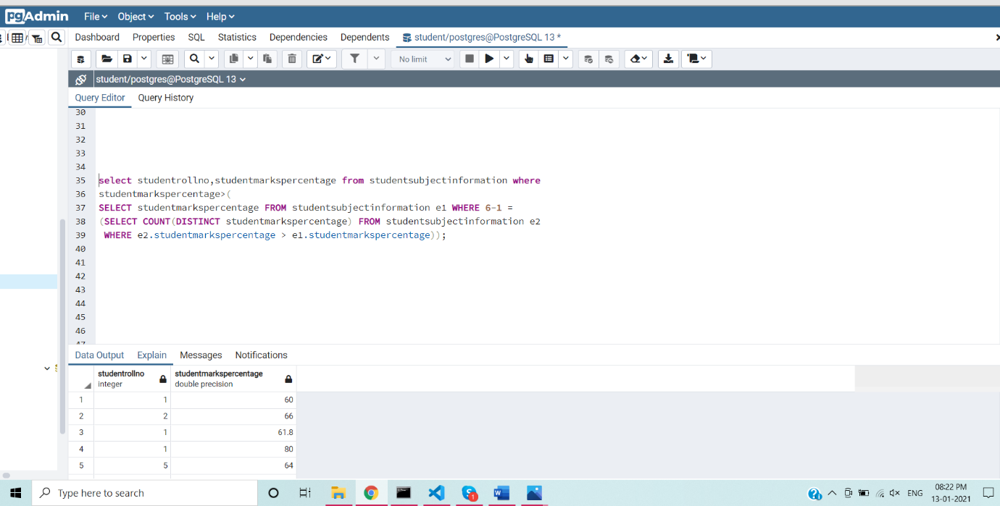 pgAdmin File Object Tools Help
Dashboard Properties SQL Statistics Dependencies Dependents student/postgres@PostgreSQL 13 *
No limit
student/postgres@PostgreSQL 13
Query Editor Query History
30
31
32
33
34
35 select studentrollno,studentmarkspercentage from studentsubjectinformation where
36 studentmarkspercentage>(
37 SELECT studentmarkspercentage FROM studentsubjectinformation e1 WHERE 6-1 =
38 (SELECT COUNT(DISTINCT studentmarkspercentage) FROM studentsubjectinformation e2
39 WHERE e2.studentmarkspercentage > e1.studentmarkspercentage));
40
41
42
43
44
45
46
47
Data Output Explain Messages Notifications
studentrollno studentmarkspercentage
integer double precision
1 1 60
2 2 66
3 1 61.8
4 1 80
5 5 64
Type here to search 1 ENG 08:22 PM
13-01-2021